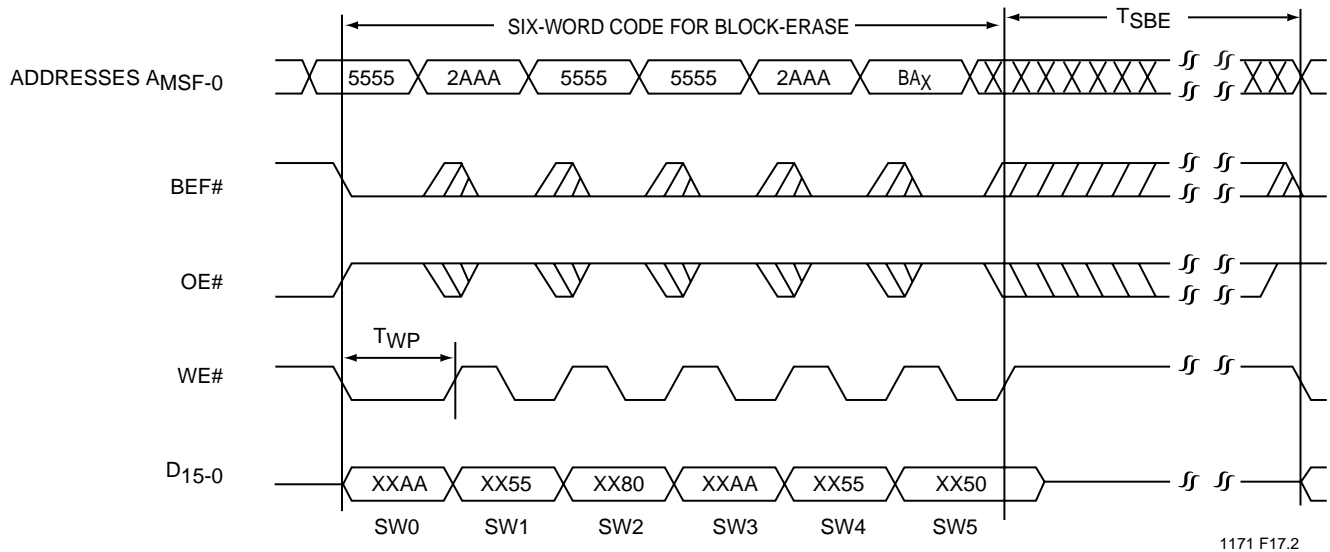 SIX-WORD CODE FOR BLOCK-ERASE TSBE
ADDRESSES AMSF-0 5555 2AAA 5555 5555 2AAA BAX
BEF#
OE#
TWP
WE#
D15-0 XXAA XX55 XX80 XXAA XX55 XX50
SW0 SW1 SW2 SW3 SW4 SW5
1171 F17.2